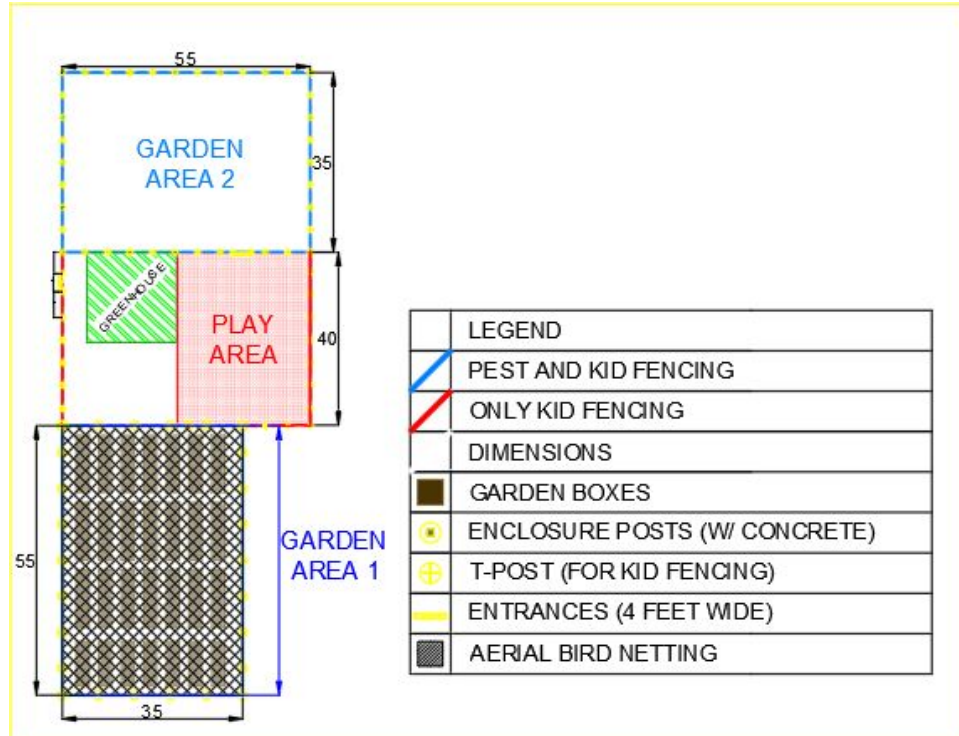 55
GARDEN
AREA 2
35
GREENHOUSE
PLAY
AREA
40
GARDEN
AREA 1
55
35
LEGEND
PEST AND KID FENCING
ONLY KID FENCING
DIMENSIONS
GARDEN BOXES
ENCLOSURE POSTS (W/ CONCRETE)
T-POST (FOR KID FENCING)
ENTRANCES (4 FEET WIDE)
AERIAL BIRD NETTING